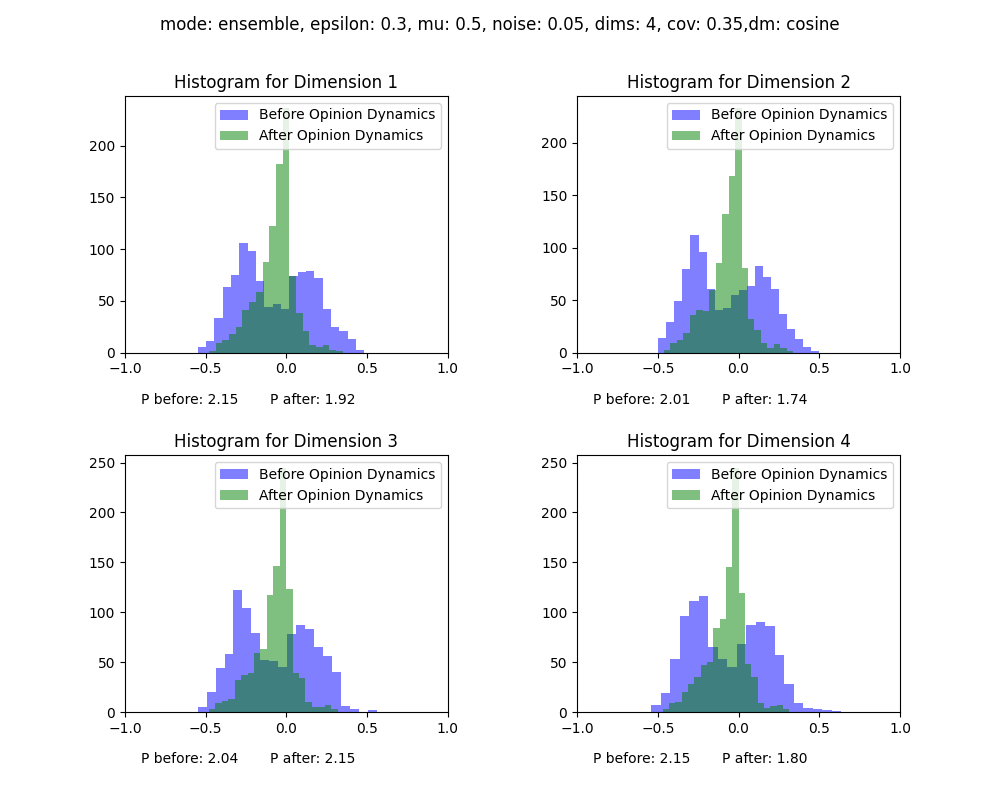 mode: ensemble, epsilon: 0.3, mu: 0.5, noise: 0.05, dims: 4, cov: 0.35,dm: cosine
Histogram for Dimension 1
Before Opinion Dynamics
After Opinion Dynamics
200
150
100
50
0
−1.0 −0.5 0.0 0.5 1.0
P before: 2.15 P after: 1.92
Histogram for Dimension 2
Before Opinion Dynamics
After Opinion Dynamics
200
150
100
50
0
−1.0 −0.5 0.0 0.5 1.0
P before: 2.01 P after: 1.74
Histogram for Dimension 3
Before Opinion Dynamics
After Opinion Dynamics
250
200
150
100
50
0
−1.0 −0.5 0.0 0.5 1.0
P before: 2.04 P after: 2.15
Histogram for Dimension 4
Before Opinion Dynamics
After Opinion Dynamics
250
200
150
100
50
0
−1.0 −0.5 0.0 0.5 1.0
P before: 2.15 P after: 1.80